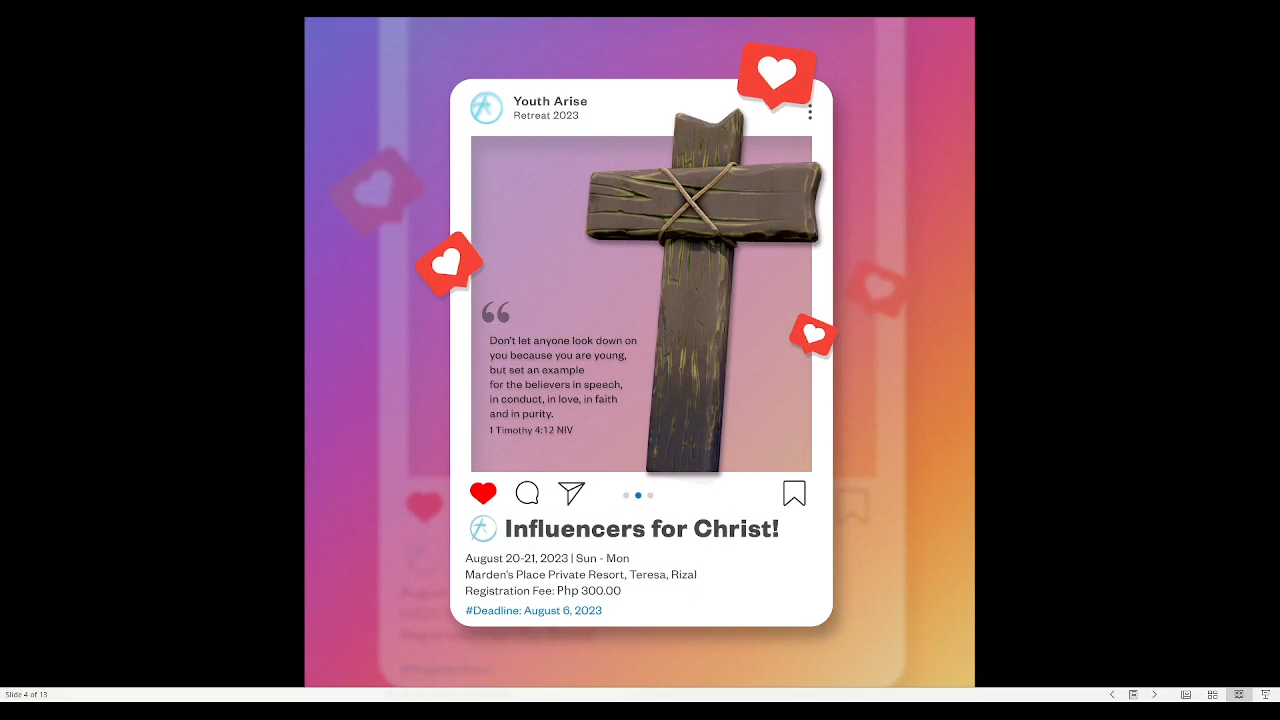 Youth Arise
Retreat 2023
“
Don't let anyone look down on
you because you are young,
but set an example
for the believers in speech,
in conduct, in love, in faith
and in purity.
1 Timothy 4:12 NIV
Influencers for Christ!
August 20-21, 2023 | Sun - Mon
Marden's Place Private Resort, Teresa, Rizal
Registration Fee: Php 300.00
#Deadline: August 6, 2023
Slide 4 of 13